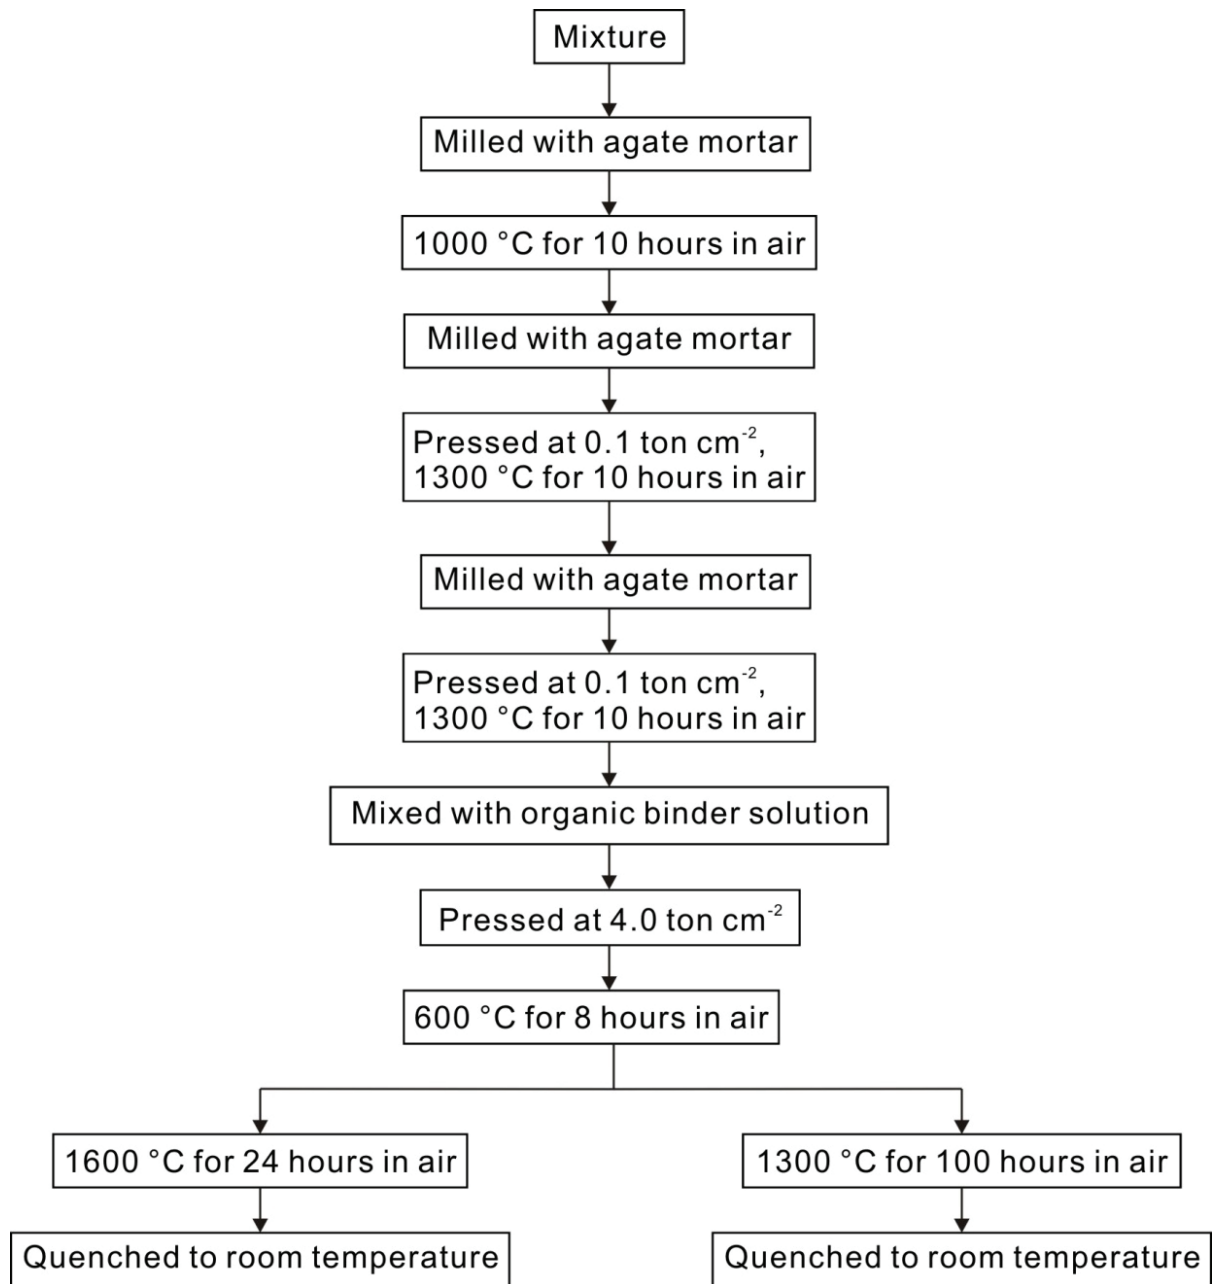 Mixture
Milled with agate mortar
1000 °C for 10 hours in air
Milled with agate mortar
Pressed at 0.1 ton cm⁻²,
1300 °C for 10 hours in air
Milled with agate mortar
Pressed at 0.1 ton cm⁻²,
1300 °C for 10 hours in air
Mixed with organic binder solution
Pressed at 4.0 ton cm⁻²
600 °C for 8 hours in air
1600 °C for 24 hours in air
1300 °C for 100 hours in air
Quenched to room temperature
Quenched to room temperature